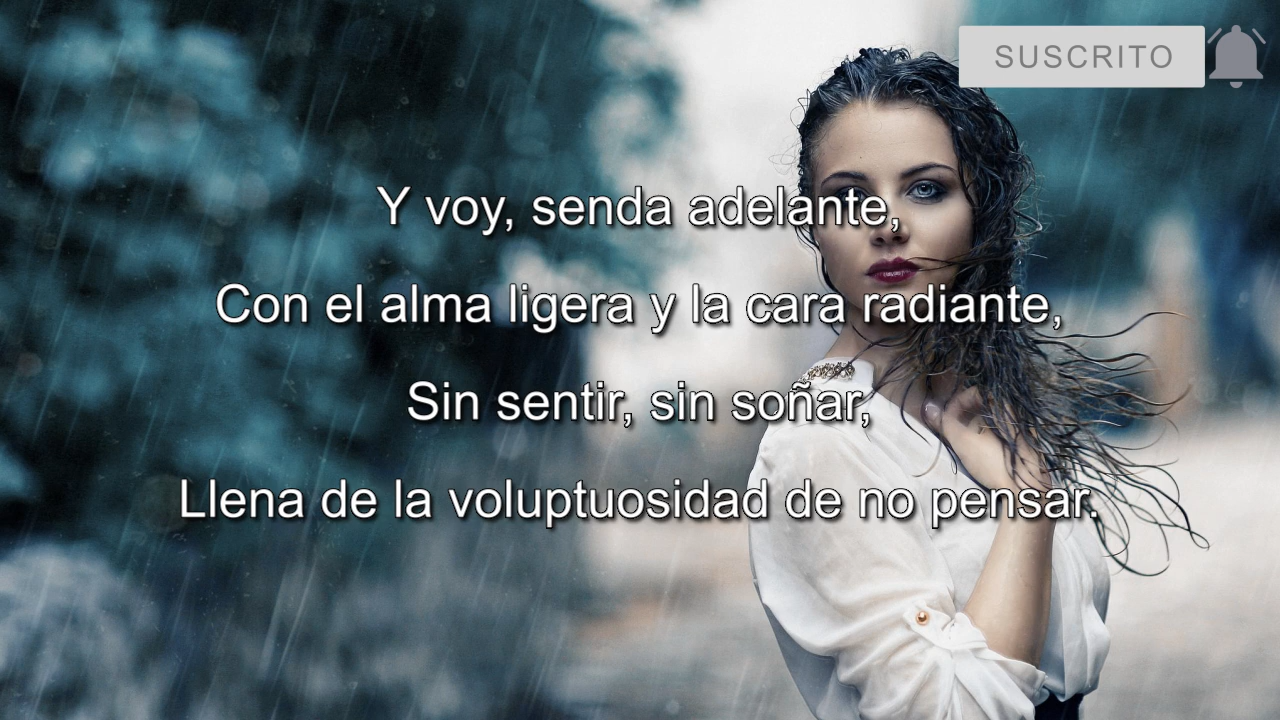 SUSCRITO
Y voy, senda adelante,
Con el alma ligera y la cara radiante,
Sin sentir, sin soñar,
Llena de la voluptuosidad de no pensar.